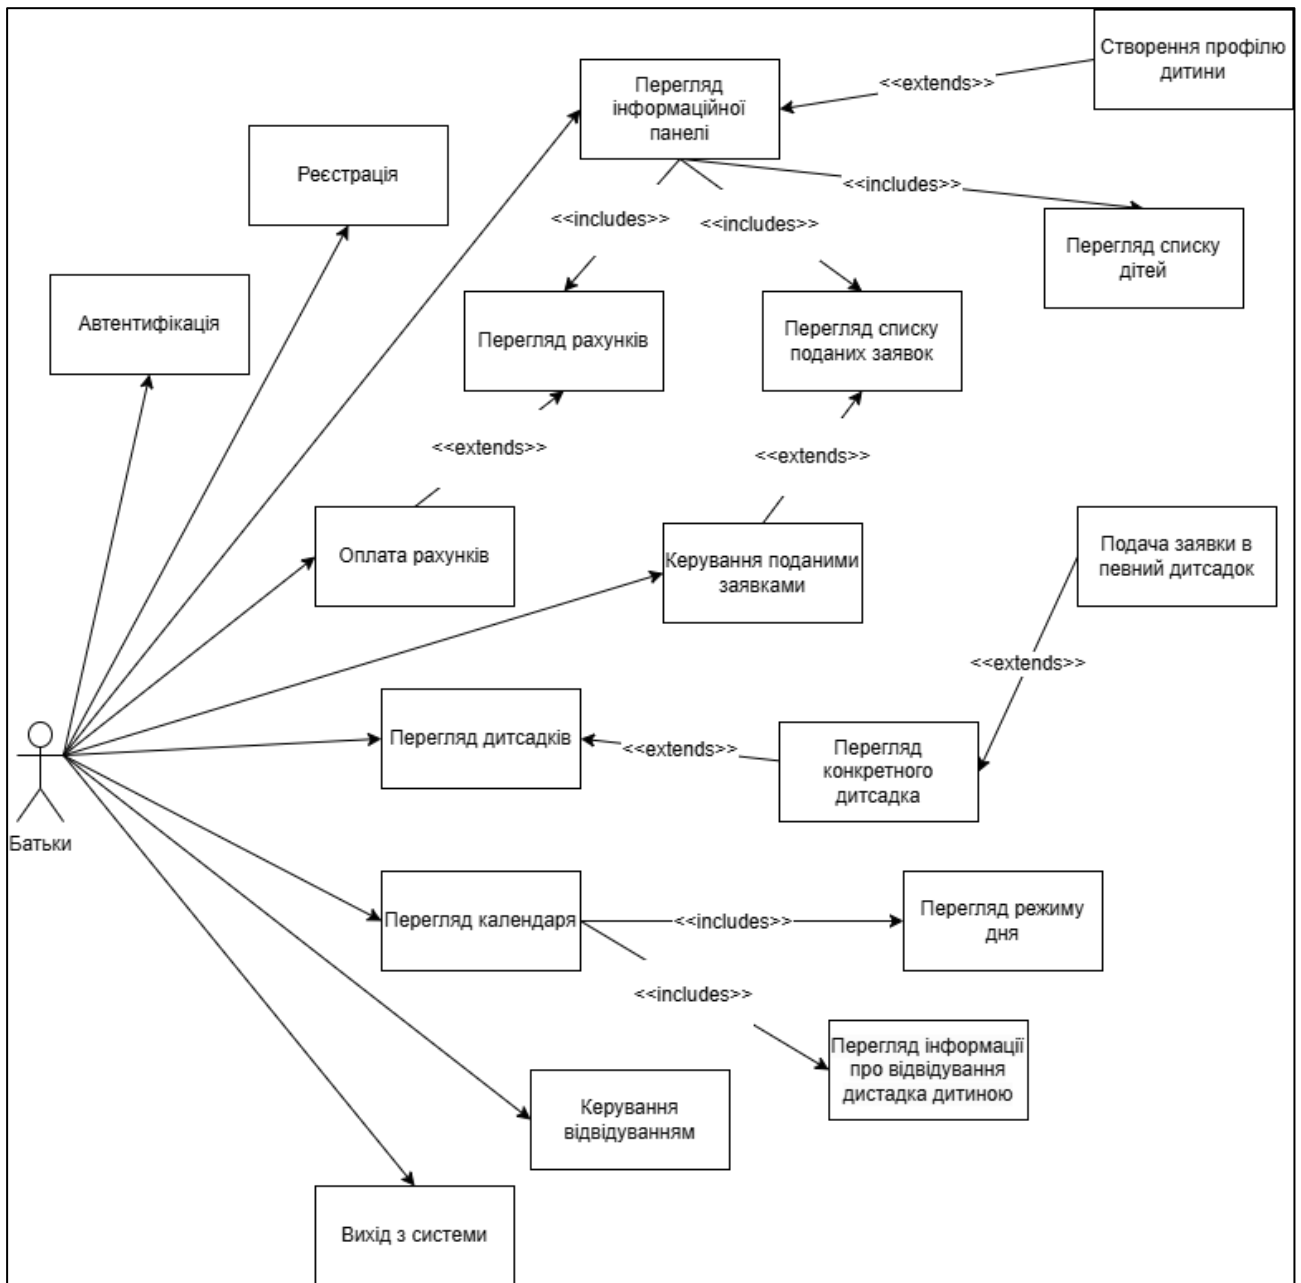 Створення профілю
дитини
<<extends>>
Перегляд
інформаційної
панелі
Реєстрація
<<includes>>
<<includes>>
<<includes>>
Перегляд списку
дітей
Автентифікація
Перегляд рахунків
Перегляд списку
поданих заявок
<<extends>>
<<extends>>
Оплата рахунків
Керування поданими
заявками
Подача заявки в
певний дитсадок
<<extends>>
Перегляд дитсадків
<<extends>>
Перегляд
конкретного
дитсадка
Батьки
Перегляд календаря
<<includes>>
Перегляд режиму
дня
<<includes>>
Перегляд інформації
про відвідування
дистадка дитиною
Керування
відвідуванням
Вихід з системи